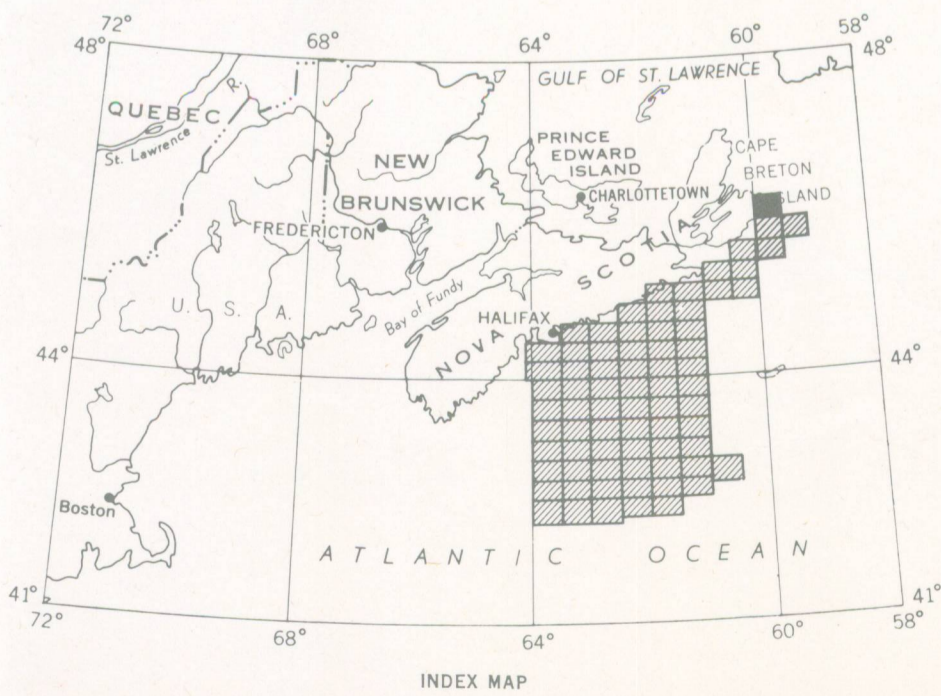 72° 68° 64° 60° 58°
48° 48°
GULF OF ST. LAWRENCE
QUEBEC
R.
St. Lawrence
NEW
BRUNSWICK
PRINCE
EDWARD
ISLAND
CHARLOTTETOWN
CAPE
BRETON
SLAND
FREDERICTON
U. S. A.
Bay of Fundy
NOVA SCOTIA
HALIFAX
44° 44°
Boston
ATLANTIC OCEAN
41° 41°
72° 68° 64° 60° 58°
INDEX MAP